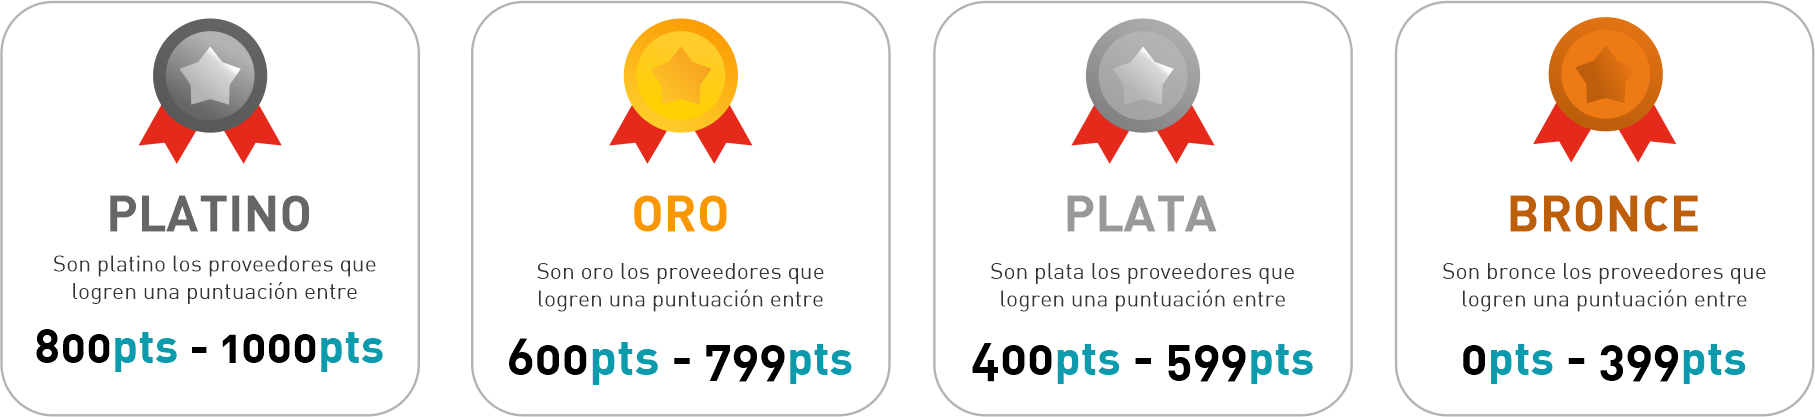 PLATINO
Son platino los proveedores que
logren una puntuación entre
800pts - 1000pts
ORO
Son oro los proveedores que
logren una puntuación entre
600pts - 799pts
PLATA
Son plata los proveedores que
logren una puntuación entre
400pts - 599pts
BRONCE
Son bronce los proveedores que
logren una puntuación entre
0pts - 399pts